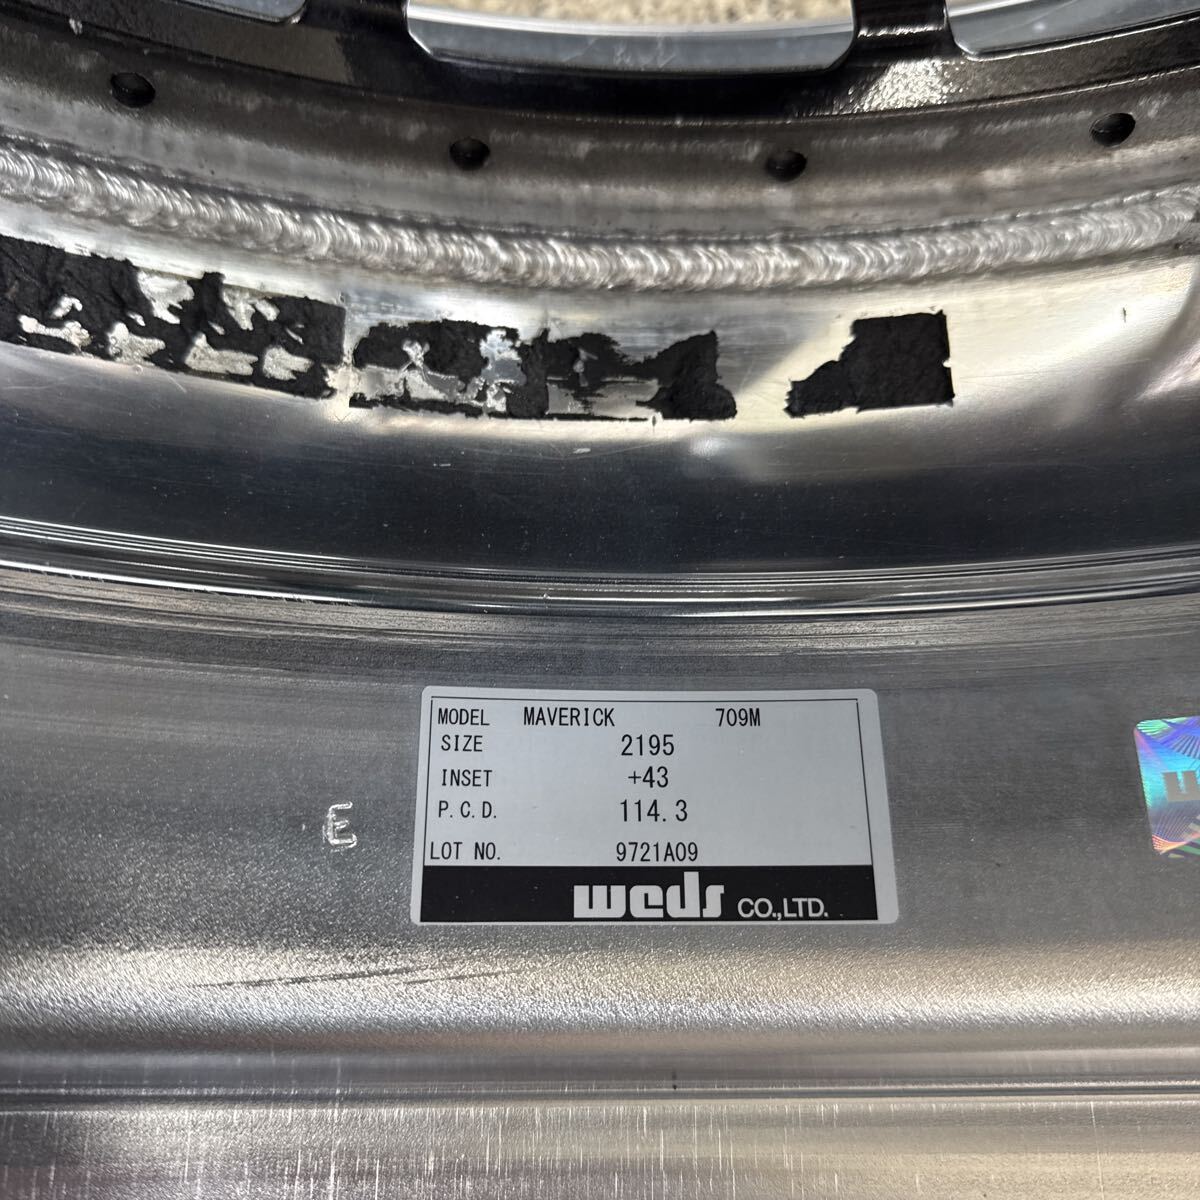 MODEL MAVERICK 709M
SIZE 2195
INSET +43
P.C.D. 114.3
E
LOT NO. 9721A09
weds CO.,LTD.